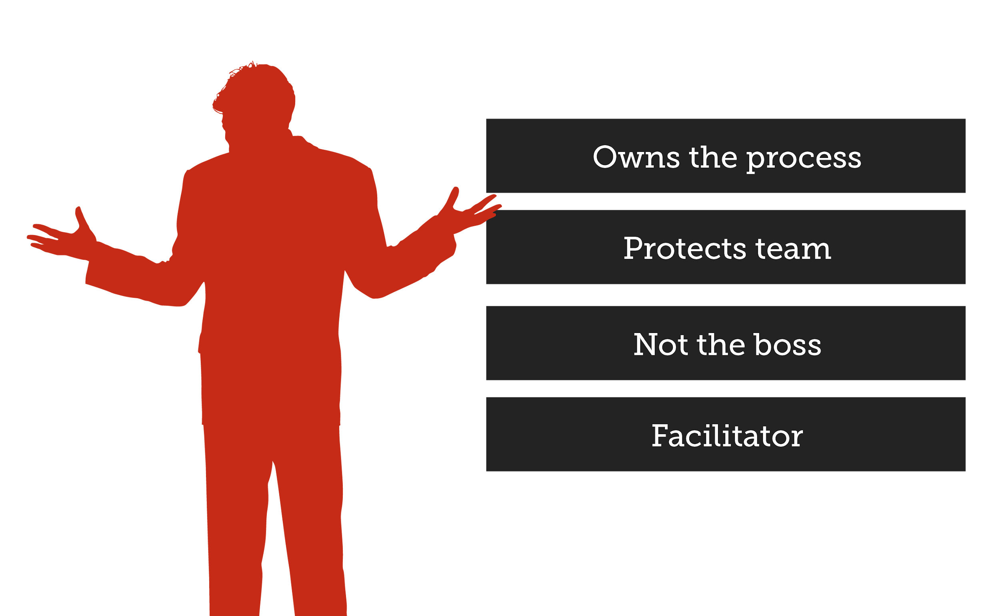 Owns the process
Protects team
Not the boss
Facilitator